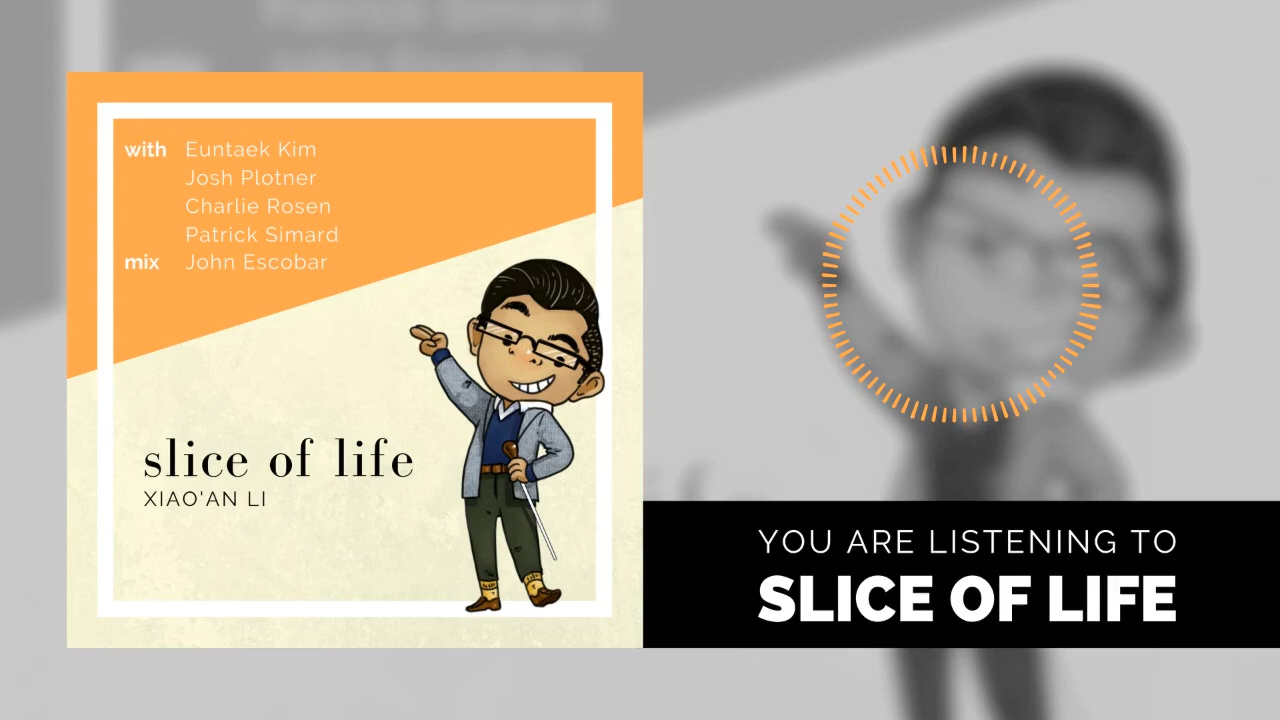 with Euntaek Kim
Josh Plotner
Charlie Rosen
Patrick Simard
mix John Escobar
slice of life
XIAO'AN LI
YOU ARE LISTENING TO
SLICE OF LIFE